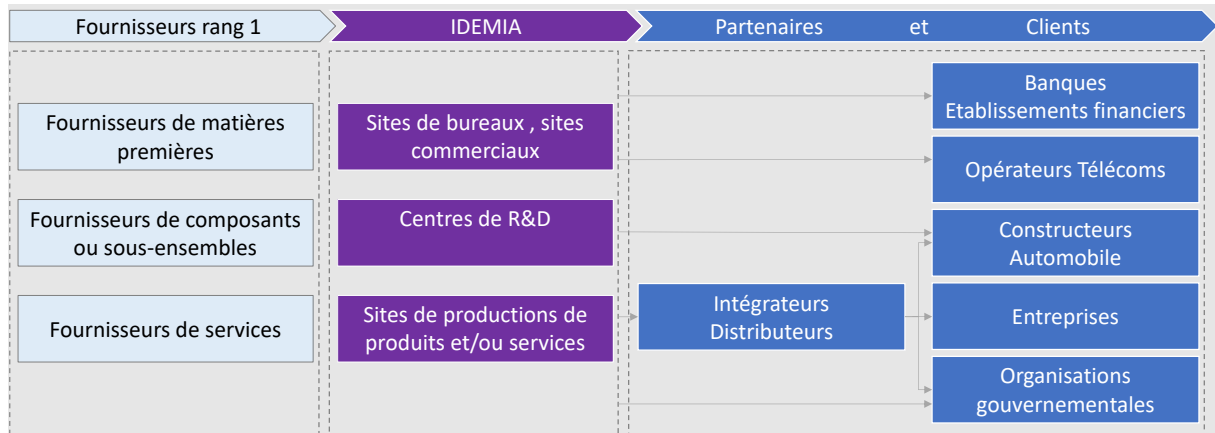 Fournisseurs rang 1
IDEMIA
Partenaires et Clients
Fournisseurs de matières
premières
Fournisseurs de composants
ou sous-ensembles
Fournisseurs de services
Sites de bureaux , sites
commerciaux
Centres de R&D
Sites de productions de
produits et/ou services
Intégrateurs
Distributeurs
Banques
Etablissements financiers
Opérateurs Télécoms
Constructeurs
Automobile
Entreprises
Organisations
gouvernementales